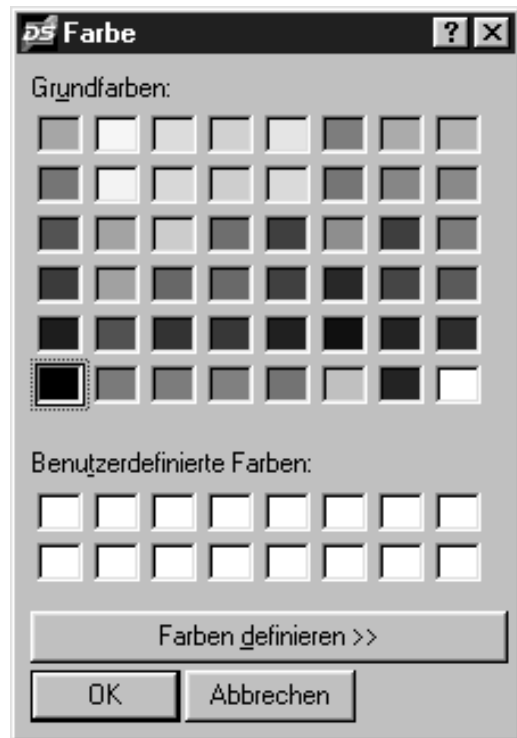 DS Farbe ? X
Grundfarben:
Benutzerdefinierte Farben:
Farben definieren >>
OK Abbrechen